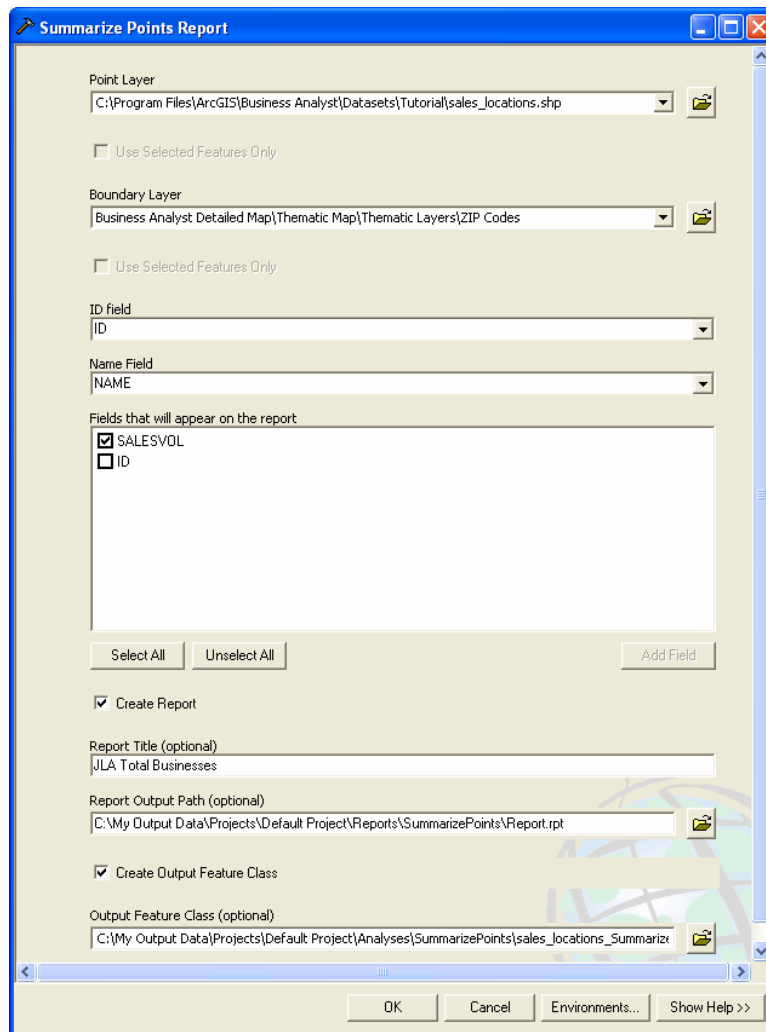 Summarize Points Report
Point Layer
C:\Program Files\ArcGIS\Business Analyst\Datasets\Tutorial\sales_locations.shp
Use Selected Features Only
Boundary Layer
Business Analyst Detailed Map\Thematic Map\Thematic Layers\ZIP Codes
Use Selected Features Only
ID field
ID
Name Field
NAME
Fields that will appear on the report
SALESVOL
ID
Select All Unselect All Add Field
Create Report
Report Title (optional)
JLA Total Businesses
Report Output Path (optional)
C:\My Output Data\Projects\Default Project\Reports\SummarizePoints\Report.rpt
Create Output Feature Class
Output Feature Class (optional)
C:\My Output Data\Projects\Default Project\Analyses\SummarizePoints\sales_locations_Summarize
OK Cancel Environments... Show Help >>